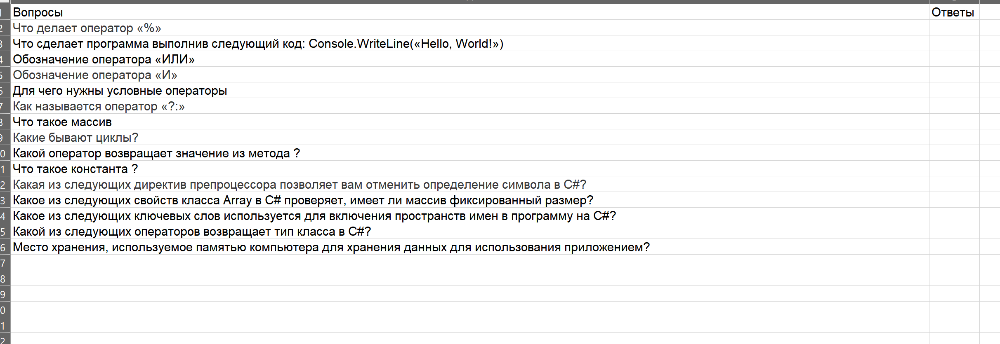 1 Вопросы Ответы
2 Что делает оператор «%»
3 Что сделает программа выполнив следующий код: Console.WriteLine(«Hello, World!»)
4 Обозначение оператора «ИЛИ»
5 Обозначение оператора «И»
6 Для чего нужны условные операторы
7 Как называется оператор «?:»
8 Что такое массив
9 Какие бывают циклы?
0 Какой оператор возвращает значение из метода ?
1 Что такое константа ?
2 Какая из следующих директив препроцессора позволяет вам отменить определение символа в C#?
3 Какое из следующих свойств класса Array в C# проверяет, имеет ли массив фиксированный размер?
4 Какое из следующих ключевых слов используется для включения пространств имен в программу на C#?
5 Какой из следующих операторов возвращает тип класса в C#?
6 Место хранения, используемое памятью компьютера для хранения данных для использования приложением?
7
8
9
0
1
2